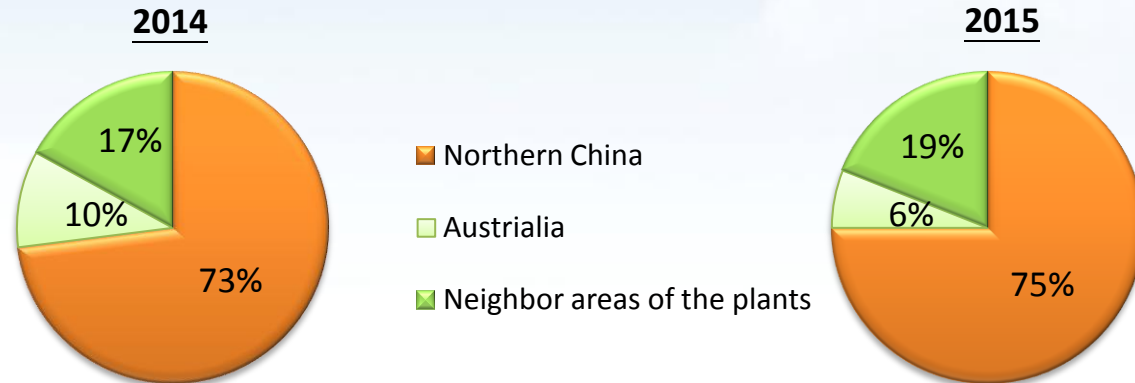 2014
2015
17%
10%
73%
Northern China
Austrialia
Neighbor areas of the plants
19%
6%
75%